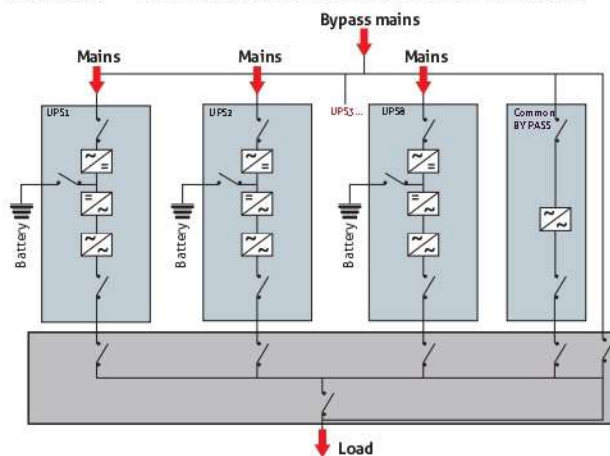 Bypass mains
Mains
Mains
Mains
UPS1
UPS2
UPS3...
UPS8
Common
BY PASS
Battery
Battery
Battery
Load